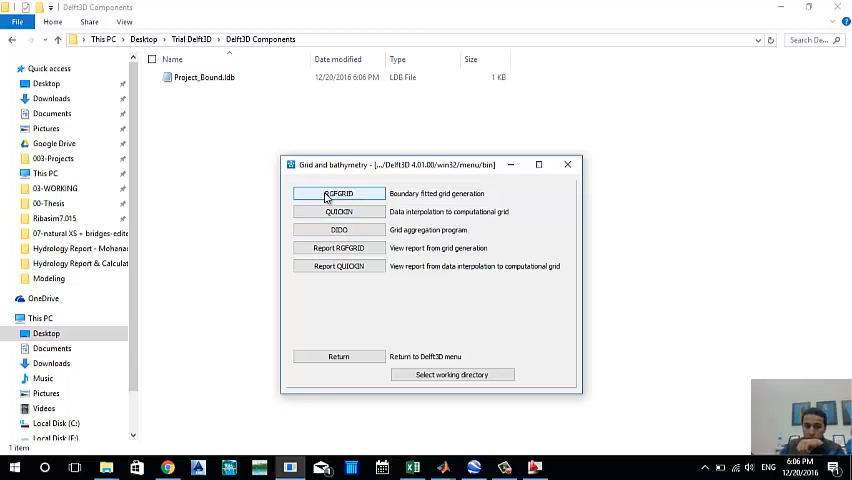 Delft3D Components
File
Home
Share
View
This PC
Desktop
Trial Delft3D
Delft3D Components
Search De...
Name
Date modified
Type
Size
Project_Bound.ldb
12/20/2016 6:06 PM
LDB File
1 KB
Quick access
Desktop
Downloads
Documents
Pictures
Google Drive
003-Projects
This PC
03-WORKING
00-Thesis
Ribasim7.015
07-natural XS + bridges-edite
Hydrology Report - Mohana
Hydrology Report & Calculat
Modeling
OneDrive
This PC
Desktop
Documents
Downloads
Music
Pictures
Videos
Local Disk (C:)
Local Disk (E:)
1 item
Grid and bathymetry - [.../Delft3D 4.01.00/win32/menu/bin]
RGFGRID
Boundary fitted grid generation
QUICKIN
Data interpolation to computational grid
DIDO
Grid aggregation program
Report RGFGRID
View report from grid generation
Report QUICKIN
View report from data interpolation to computational grid
Return
Return to Delft3D menu
Select working directory
ENG
6:06 PM
12/20/2016